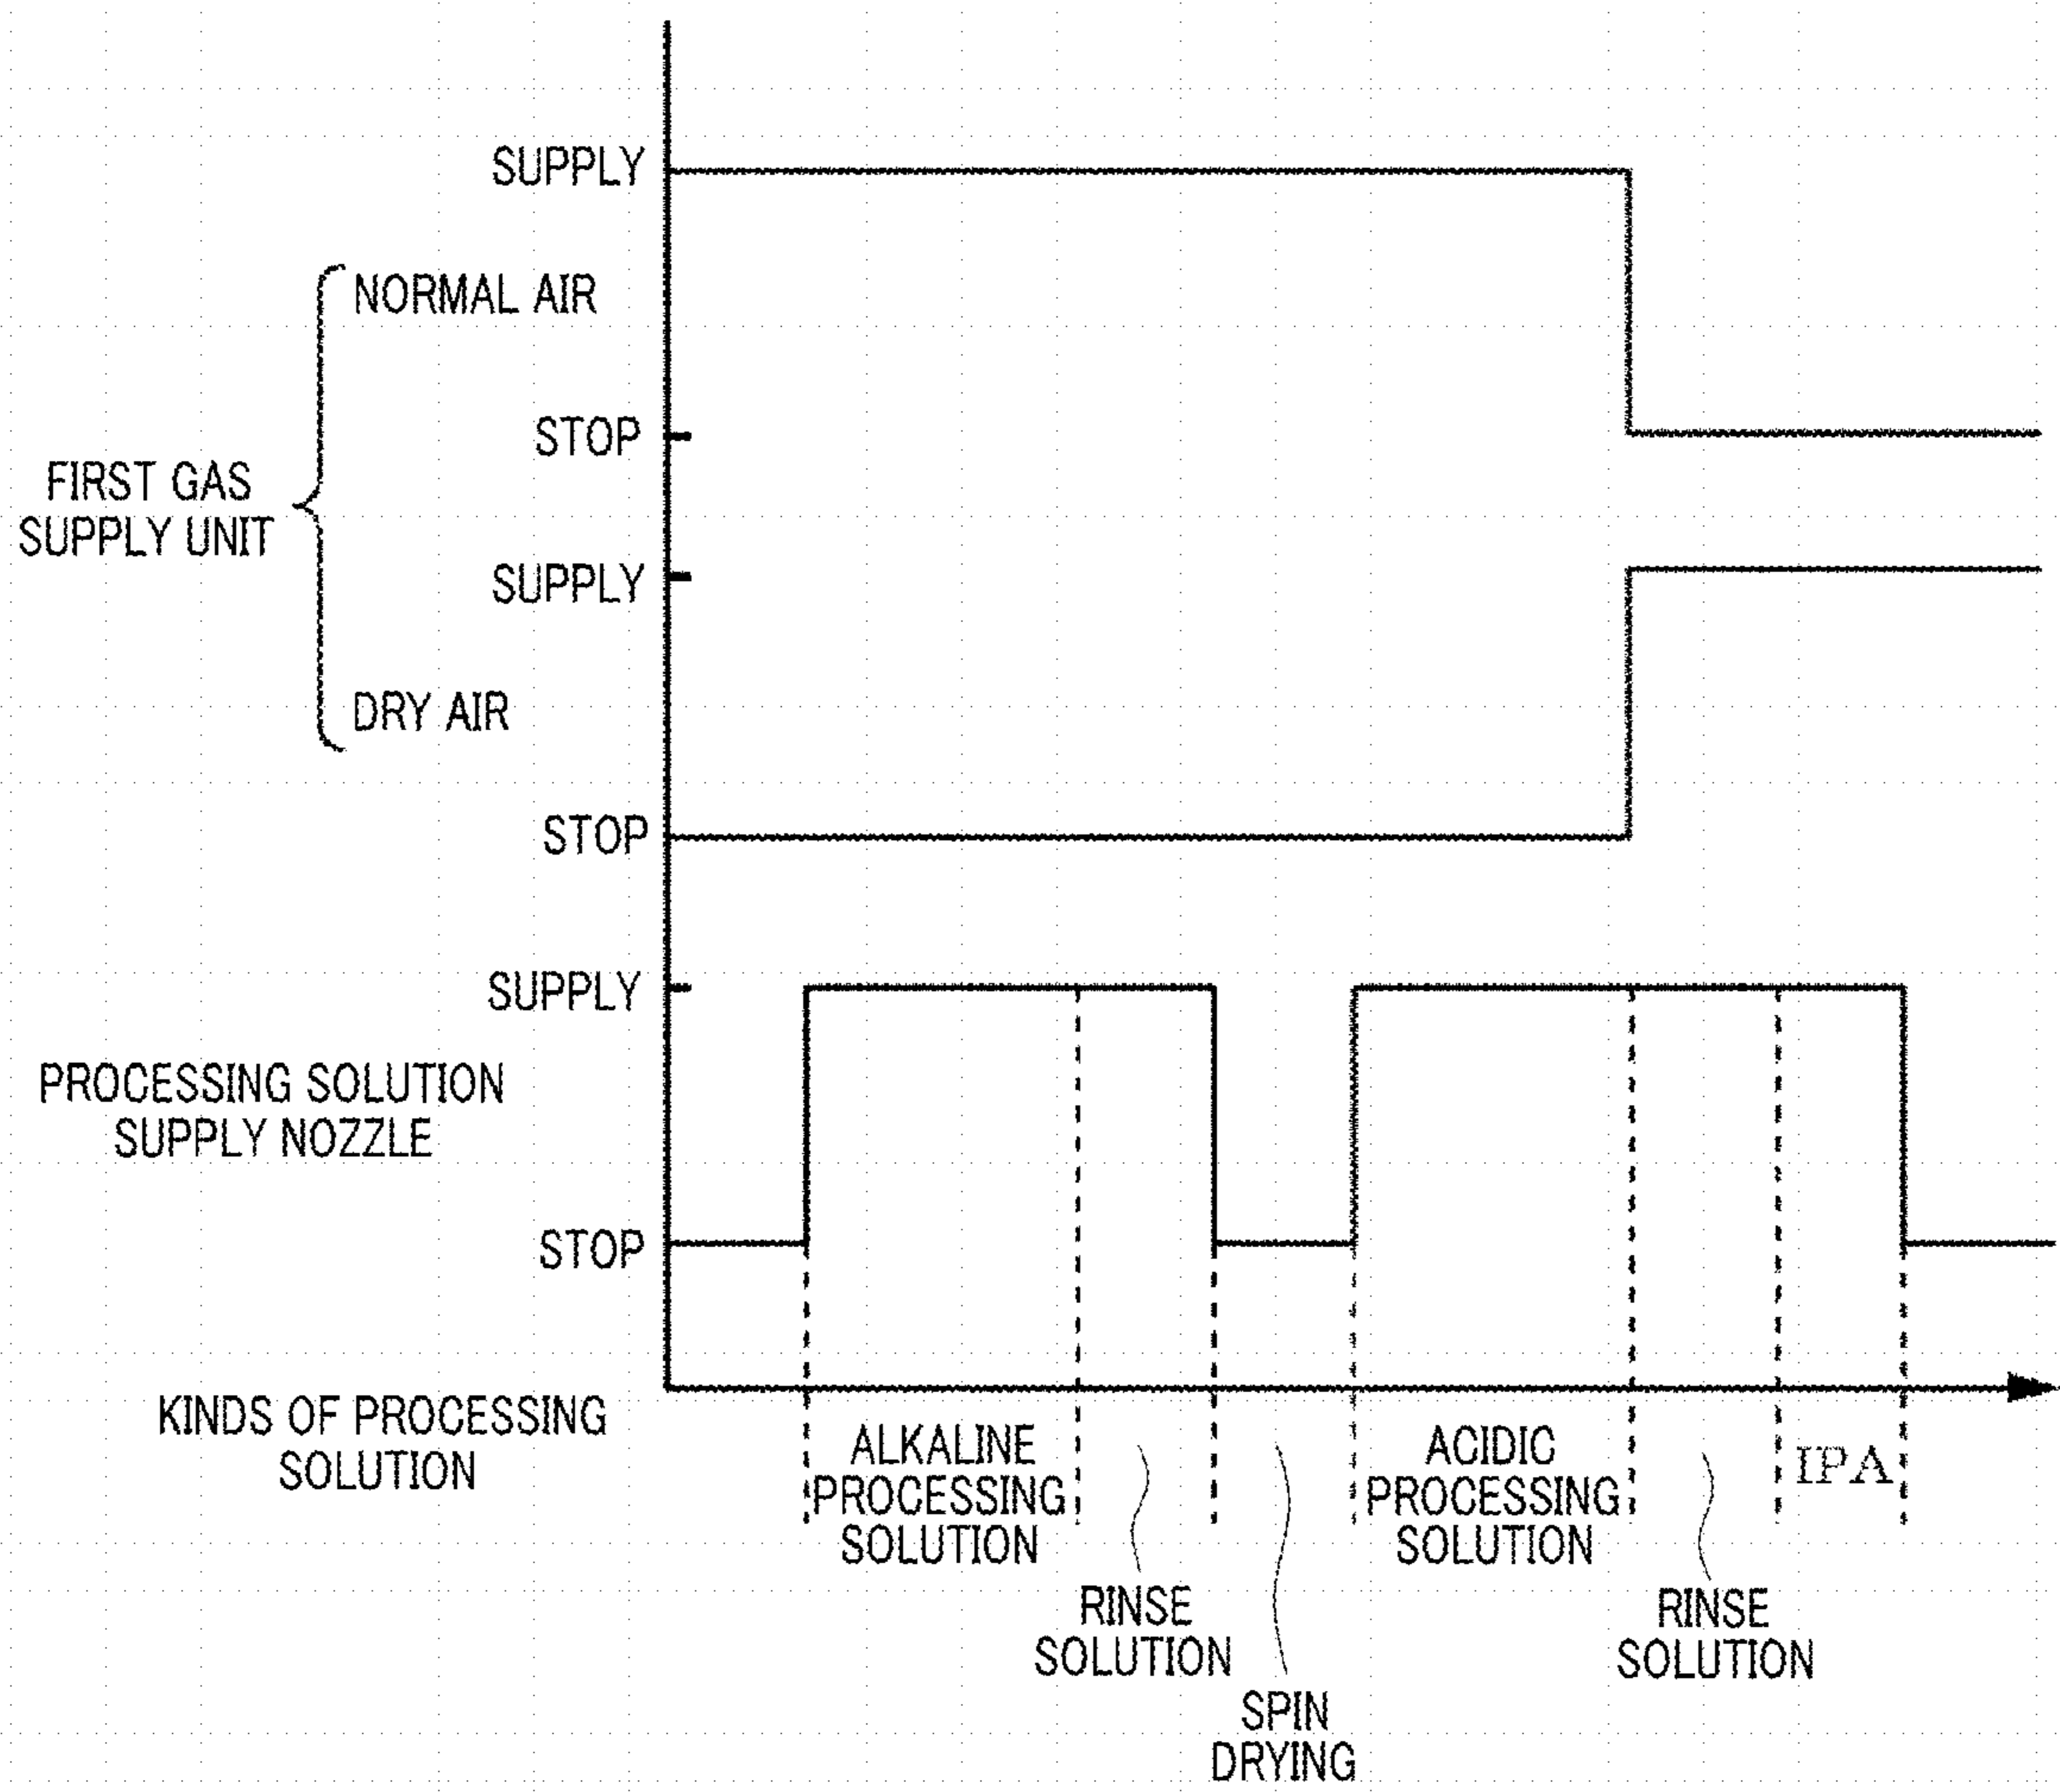 SUPPLY
NORMAL AIR
STOP
FIRST GAS
SUPPLY UNIT
SUPPLY
DRY AIR
STOP
SUPPLY
PROCESSING SOLUTION
SUPPLY NOZZLE
STOP
KINDS OF PROCESSING
SOLUTION
ALKALINE
PROCESSING
SOLUTION
RINSE
SOLUTION
SPIN
DRYING
ACIDIC
PROCESSING
SOLUTION
RINSE
SOLUTION
IPA